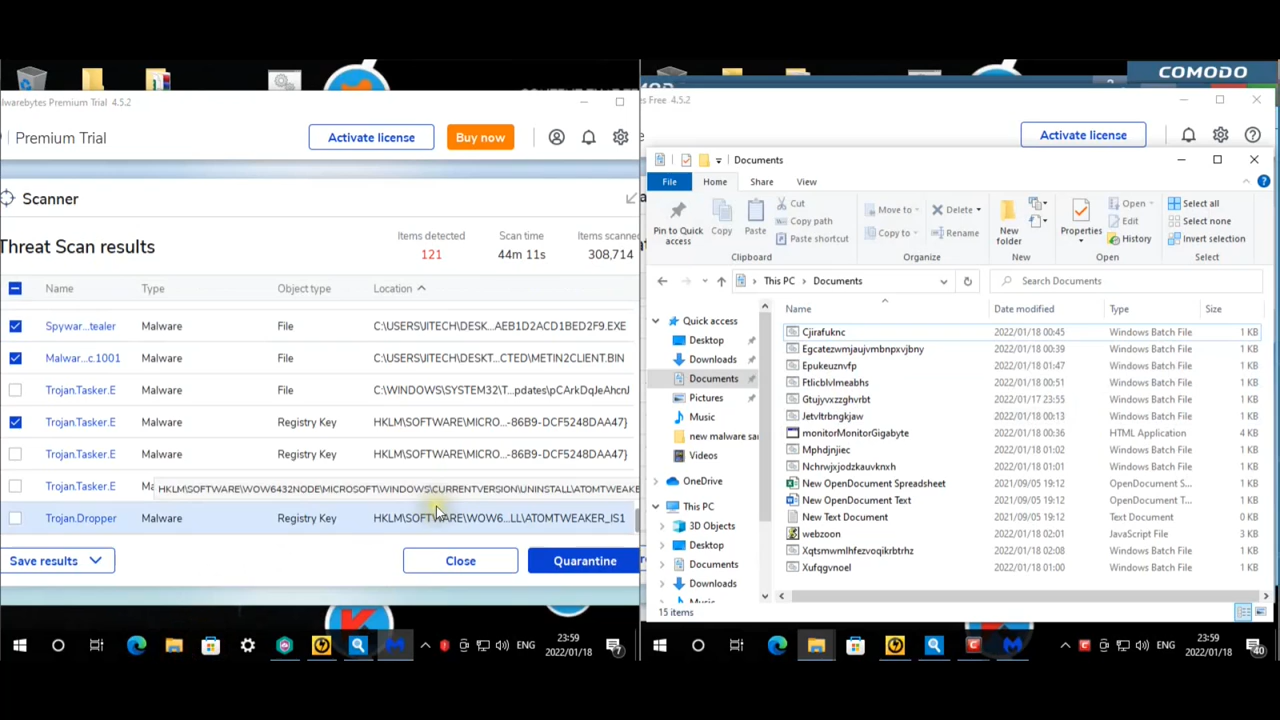 COMODO
lwarebytes Premium Trial 4.5.2
Premium Trial
Activate license
Buy now
Scanner
Threat Scan results
Items detected
121
Scan time
44m 11s
Items scanned
308,714
Name Type Object type Location
Spywar...tealer Malware File C:\USERS\JITECH\DESK...AEB1D2ACD1BED2F9.EXE
Malwar...c.1001 Malware File C:\USERS\JITECH\DESKT...CTED\METIN2CLIENT.BIN
Trojan.Tasker.E Malware File C:\WINDOWS\SYSTEM32\T...pdates\pCArkDqJeAhcnJ
Trojan.Tasker.E Malware Registry Key HKLM\SOFTWARE\MICRO...-86B9-DCF5248DAA47}
Trojan.Tasker.E Malware Registry Key HKLM\SOFTWARE\MICRO...-86B9-DCF5248DAA47}
Trojan.Tasker.E Ma
HKLM\SOFTWARE\WOW6432NODE\MICROSOFT\WINDOWS\CURRENTVERSION\UNINSTALL\ATOMTWEAKE
Trojan.Dropper Malware Registry Key HKLM\SOFTWARE\WOW6...LL\ATOMTWEAKER_IS1
Save results
Close
Quarantine
ENG
23:59
2022/01/18
7
es Free 4.5.2
Activate license
Documents
File Home Share View
Pin to Quick access
Copy
Paste
Cut
Copy path
Paste shortcut
Move to
Copy to
Delete
Rename
New folder
Properties
Open
Edit
History
Select all
Select none
Invert selection
Clipboard Organize New Open Select
This PC Documents
Search Documents
Quick access
Desktop
Downloads
Documents
Pictures
Music
new malware sar
Videos
OneDrive
This PC
3D Objects
Desktop
Documents
Downloads
Music
Name Date modified Type Size
Cjirafuknc 2022/01/18 00:45 Windows Batch File 1 KB
Egcatezwmjaujvmbnpxvjbny 2022/01/18 00:39 Windows Batch File 1 KB
Epukeuznvfp 2022/01/18 01:47 Windows Batch File 1 KB
Ftlicblvlmeabhs 2022/01/18 00:51 Windows Batch File 1 KB
Gtujyvxzzghvrbt 2022/01/17 23:55 Windows Batch File 1 KB
Jetvltrbngkjaw 2022/01/18 00:13 Windows Batch File 1 KB
monitorMonitorGigabyte 2022/01/18 00:36 HTML Application 4 KB
Mphdjnjiec 2022/01/18 00:40 Windows Batch File 1 KB
Nchrwjxjodzkauvknxh 2022/01/18 01:00 Windows Batch File 1 KB
New OpenDocument Spreadsheet 2021/09/05 19:12 OpenDocument S... 1 KB
New OpenDocument Text 2021/09/05 19:12 OpenDocument T... 1 KB
New Text Document 2021/09/05 19:12 Text Document 0 KB
webzoon 2022/01/18 02:01 JavaScript File 3 KB
Xqtsmwmlhfezvoqikrbtrhz 2022/01/18 02:08 Windows Batch File 1 KB
Xufqgvnoel 2022/01/18 01:00 Windows Batch File 1 KB
15 items
ENG
23:59
2022/01/18
40